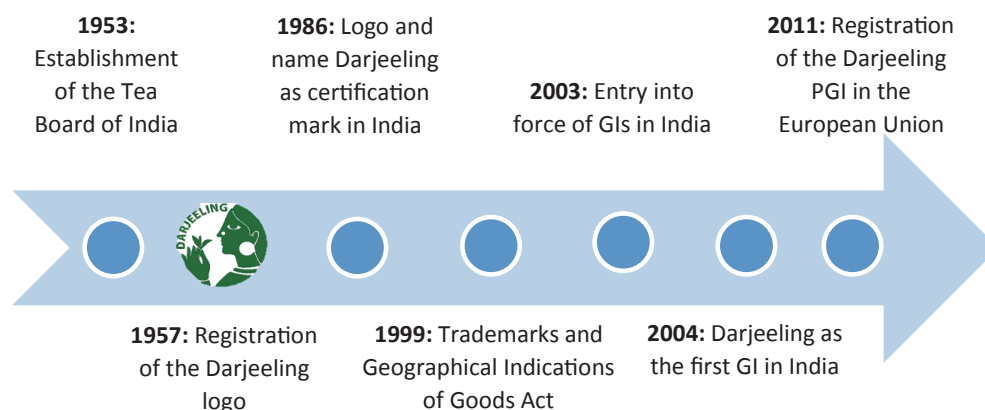 1953:
Establishment
of the Tea
Board of India
1986: Logo and
name Darjeeling
as certification
mark in India
2003: Entry into
force of GIs in India
2011: Registration
of the Darjeeling
PGI in the
European Union
DARJEELING
1957: Registration
of the Darjeeling
logo
1999: Trademarks and
Geographical Indications
of Goods Act
2004: Darjeeling as
the first GI in India